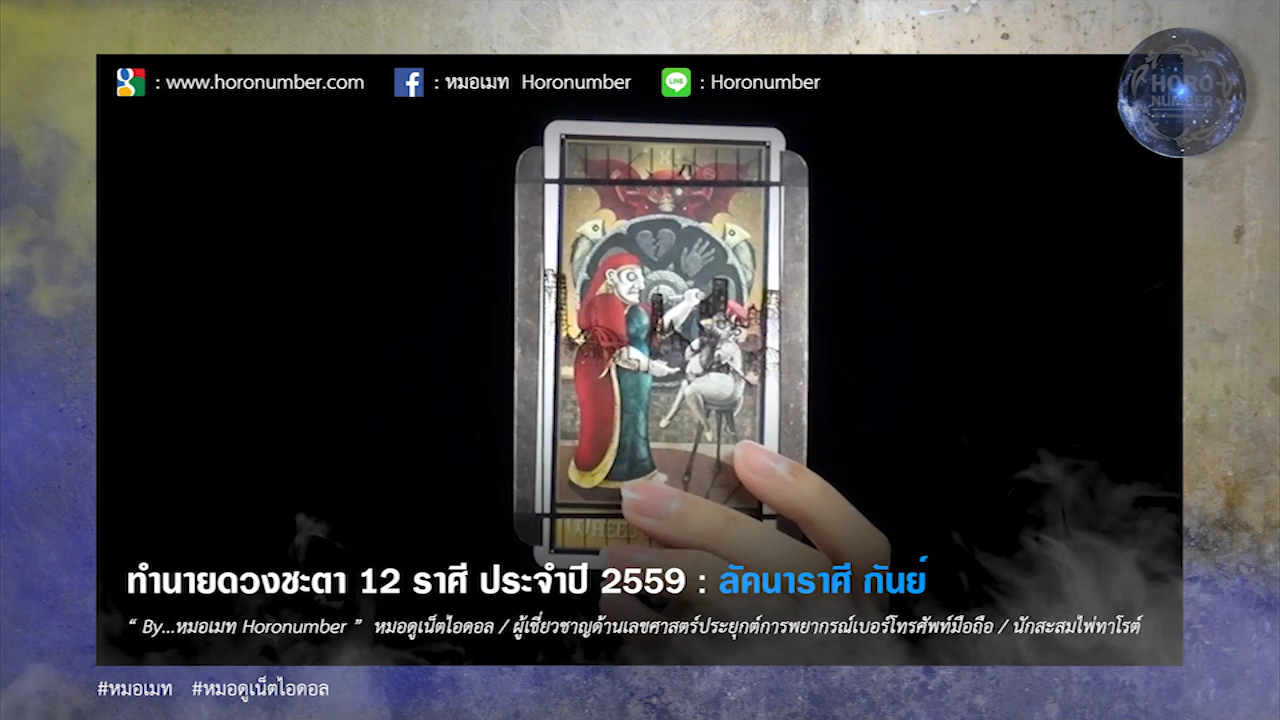 : www.horonumber.com : หมอเมท Horonumber : Horonumber
HORO
NUMBER
X
WHEEL
ทำนายดวงชะตา 12 ราศี ประจำปี 2559 : ลัคนาราศี กันย์
“ By...หมอเมท Horonumber ” หมอดูเน็ตไอดอล / ผู้เชี่ยวชาญด้านเลขศาสตร์ประยุกต์การพยากรณ์เบอร์โทรศัพท์มือถือ / นักสะสมไพ่ทาโรต์
#หมอเมท #หมอดูเน็ตไอดอล